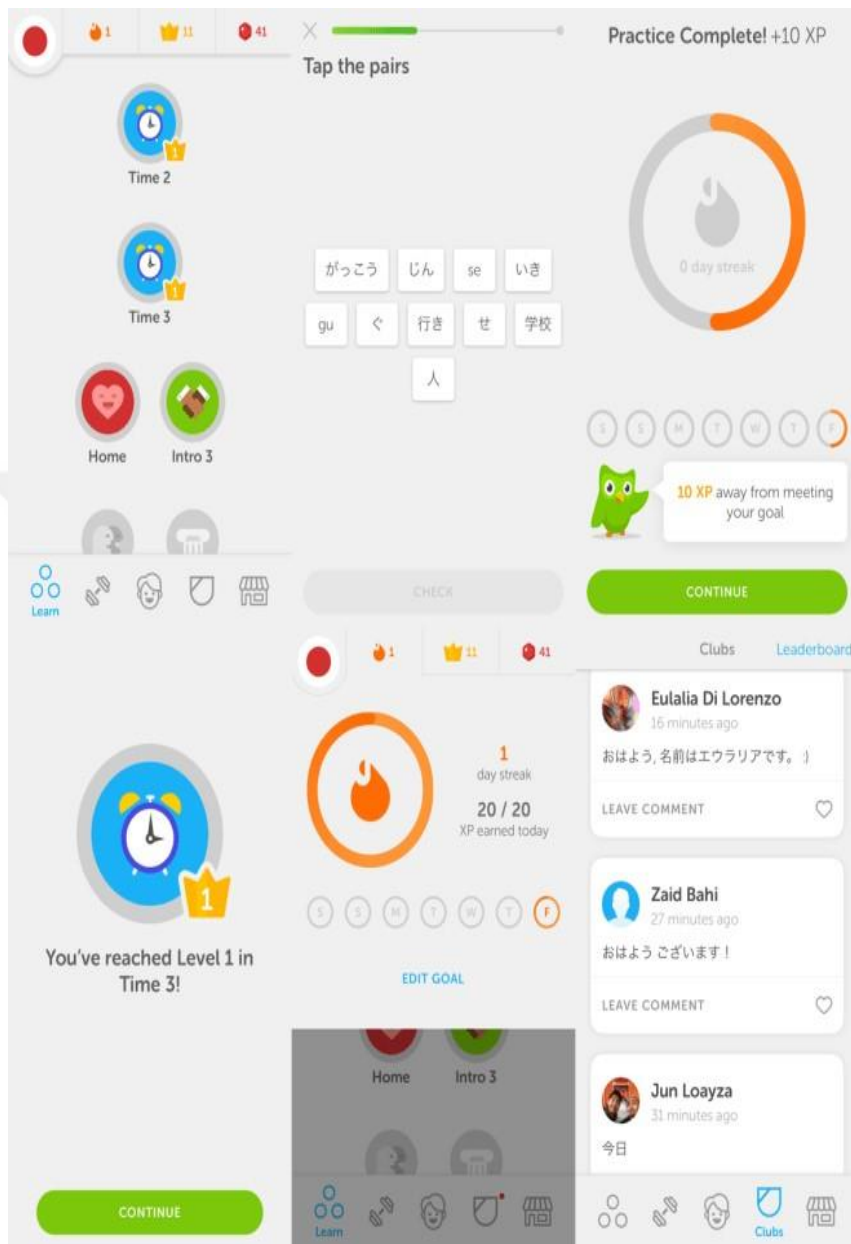 1
11
41
1
Time 2
1
Time 3
Home
Intro 3
Learn
Tap the pairs
がっこう
じん
se
いき
gu
ぐ
行き
せ
学校
人
CHECK
Practice Complete! +10 XP
0 day streak
S S M T W T F
10 XP away from meeting
your goal
CONTINUE
1
You've reached Level 1 in
Time 3!
CONTINUE
1
11
41
1
day streak
20 / 20
XP earned today
S S M T W T F
EDIT GOAL
Home
Intro 3
Learn
Clubs
Leaderboard
Eulalia Di Lorenzo
16 minutes ago
おはよう, 名前はエウラリアです。 :)
LEAVE COMMENT
Zaid Bahi
27 minutes ago
おはよう ございます！
LEAVE COMMENT
Jun Loayza
31 minutes ago
今日
Clubs